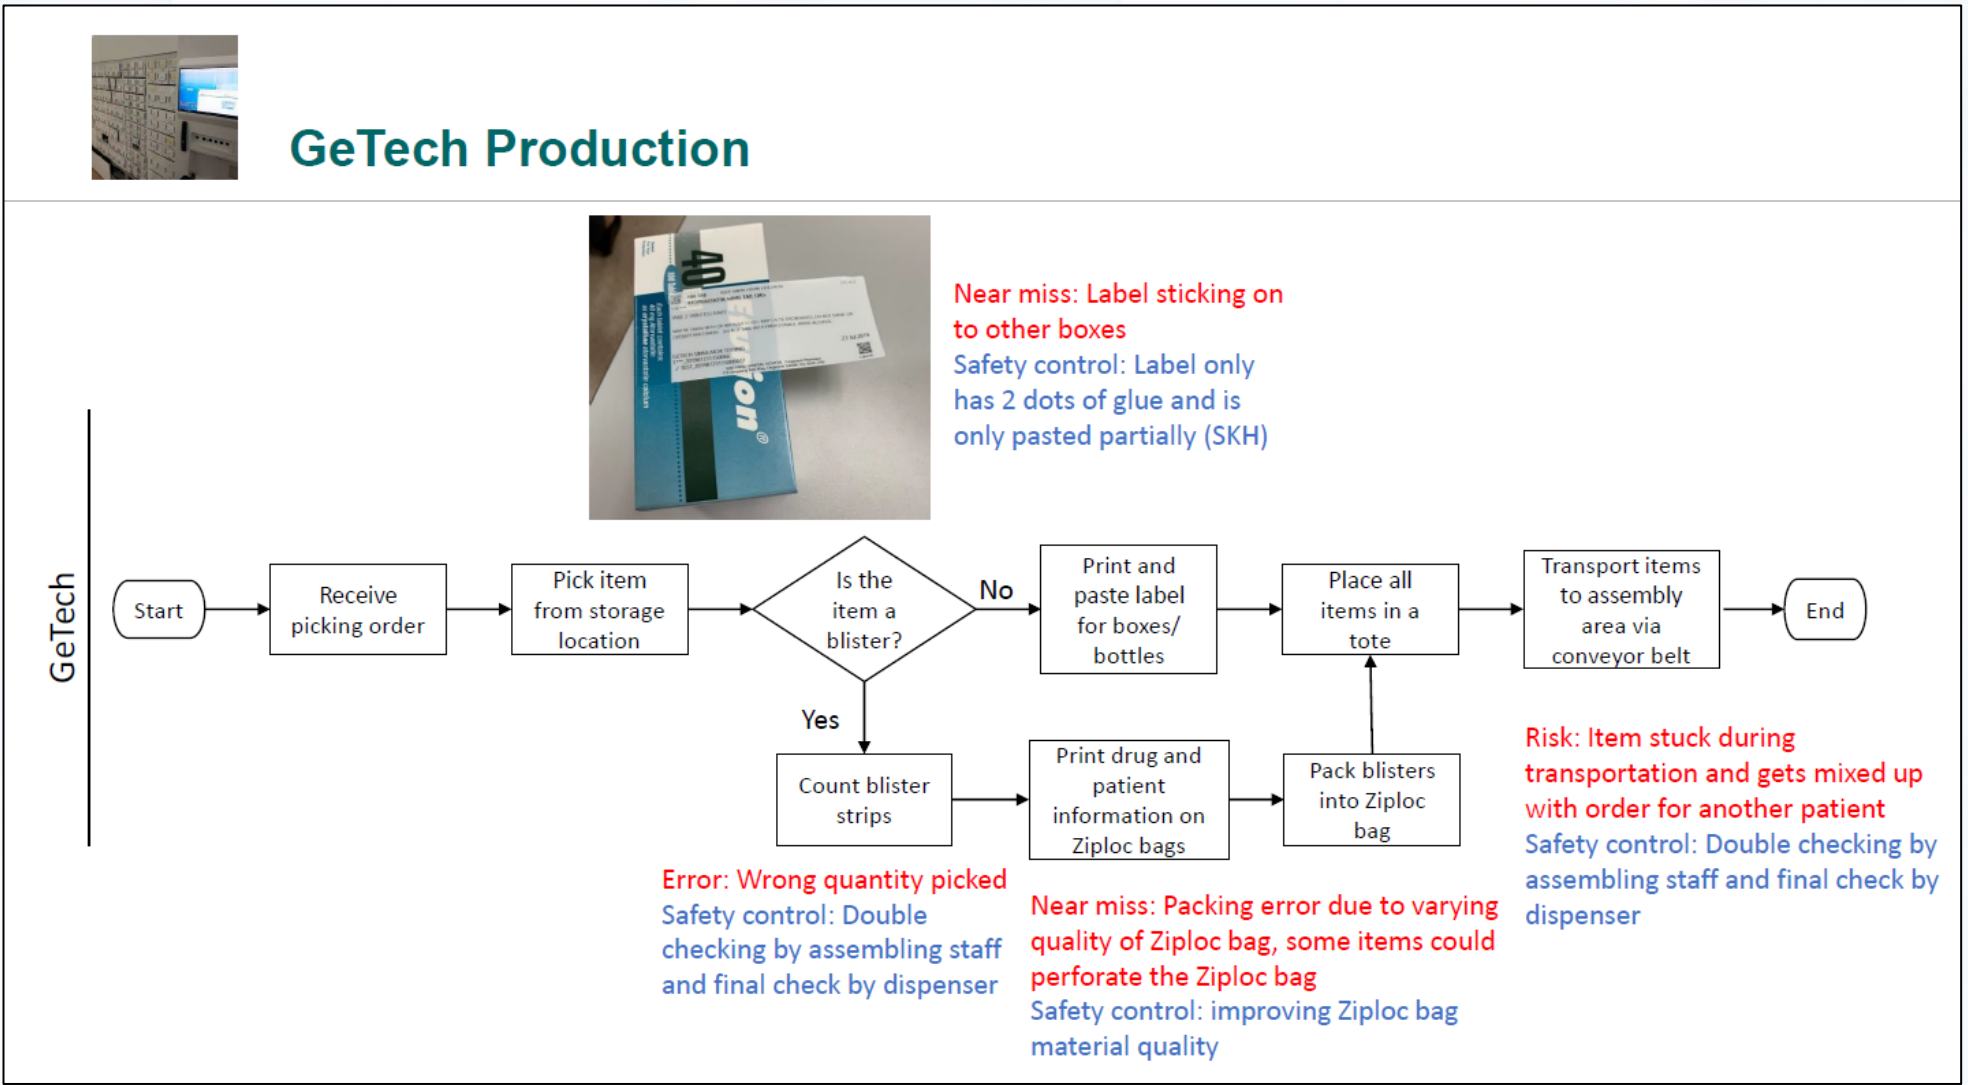 GeTech Production
40
Near miss: Label sticking on
to other boxes
Safety control: Label only
has 2 dots of glue and is
only pasted partially (SKH)
GeTech
Start
Receive
picking order
Pick item
from storage
location
Is the
item a
blister?
No
Print and
paste label
for boxes/
bottles
Place all
items in a
tote
Transport items
to assembly
area via
conveyor belt
End
Yes
Count blister
strips
Print drug and
patient
information on
Ziploc bags
Pack blisters
into Ziploc
bag
Error: Wrong quantity picked
Safety control: Double
checking by assembling staff
and final check by dispenser
Near miss: Packing error due to varying
quality of Ziploc bag, some items could
perforate the Ziploc bag
Safety control: improving Ziploc bag
material quality
Risk: Item stuck during
transportation and gets mixed up
with order for another patient
Safety control: Double checking by
assembling staff and final check by
dispenser